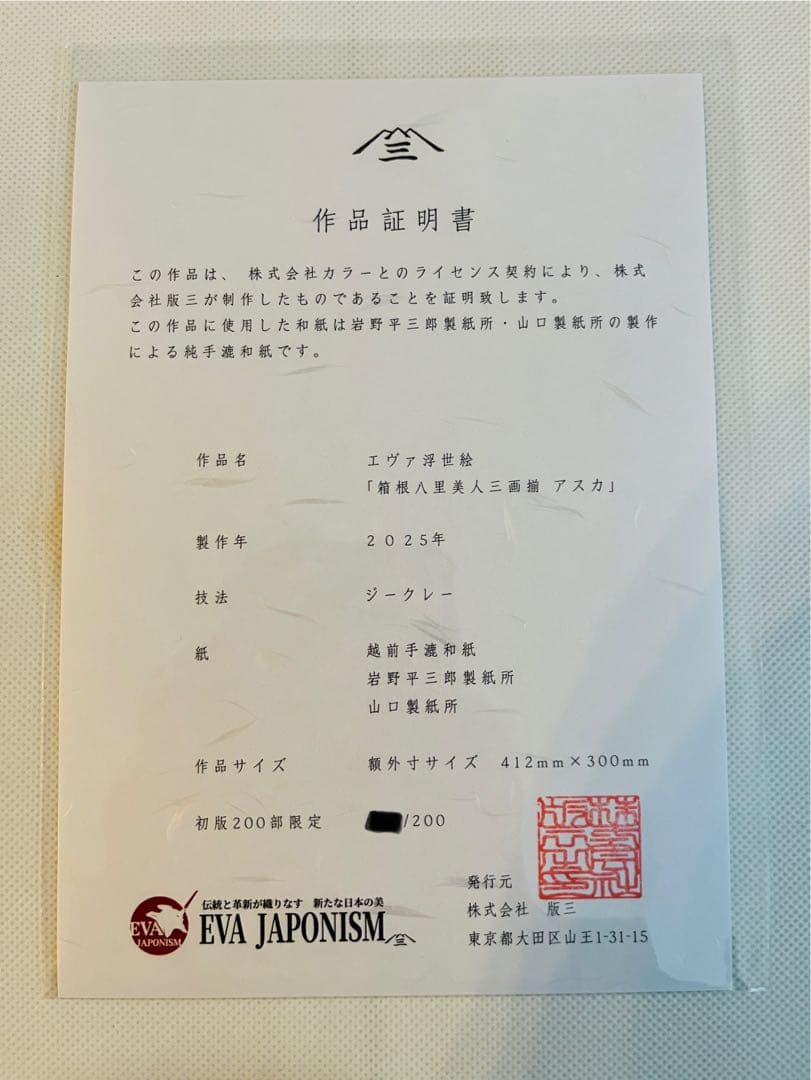 三
作品証明書
この作品は、 株式会社カラーとのライセンス契約により、株式
会社版三が制作したものであることを証明致します。
この作品に使用した和紙は岩野平三郎製紙所・山口製紙所の製作
による純手漉和紙です。
作品名 エヴァ浮世絵
「箱根八里美人三画揃 アスカ」
製作年 2025年
技法 ジークレー
紙 越前手漉和紙
岩野平三郎製紙所
山口製紙所
作品サイズ 額外寸サイズ 412mm×300mm
初版200部限定 /200
発行元
株式会社 版三
東京都大田区山王1-31-15
伝統と革新が織りなす 新たな日本の美
EVA JAPONISM
EVA
JAPONISM
三